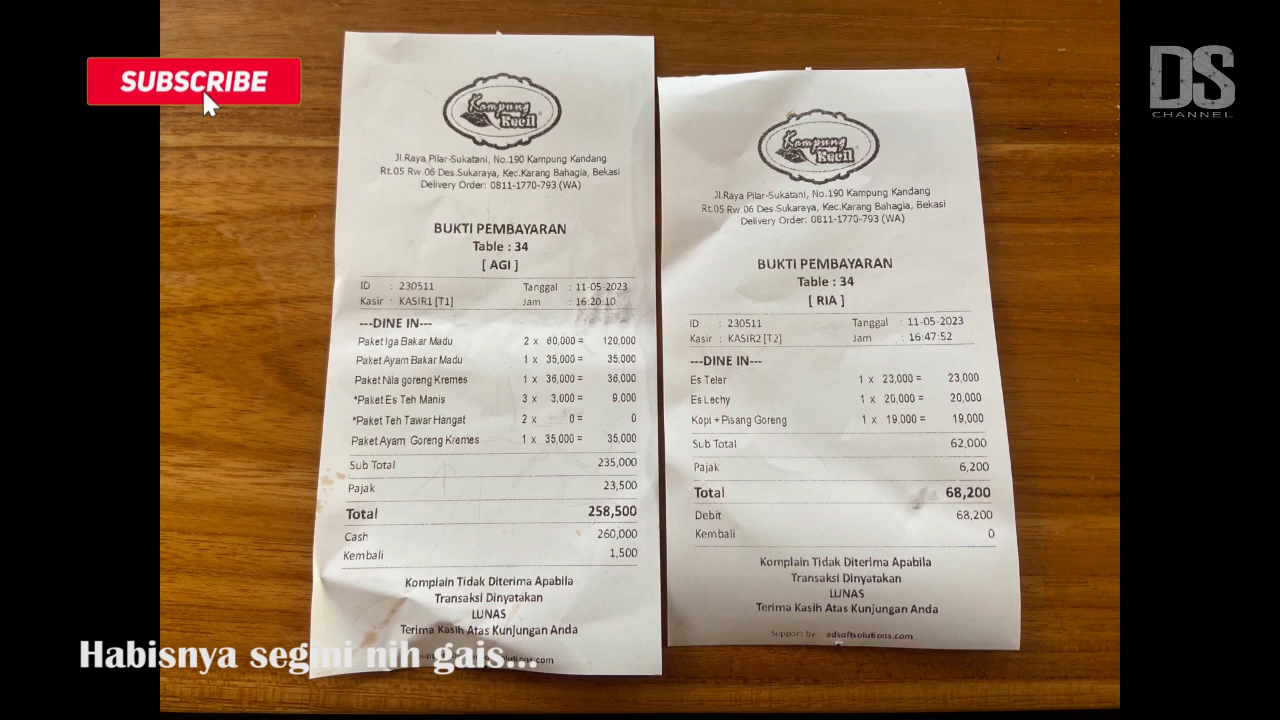 SUBSCRIBE
DS
CHANNEL
Kampung
Kecil
Jl.Raya Pilar-Sukatani, No.190 Kampung Kandang
Rt.05 Rw.06 Des.Sukaraya, Kec.Karang Bahagia, Bekasi
Delivery Order: 0811-1770-793 (WA)
BUKTI PEMBAYARAN
Table : 34
[ AGI ]
ID : 230511 Tanggal : 11-05-2023
Kasir : KASIR1 [T1] Jam : 16:20:10
---DINE IN---
Paket Iga Bakar Madu 2 x 60,000 = 120,000
Paket Ayam Bakar Madu 1 x 35,000 = 35,000
Paket Nila goreng Kremes 1 x 36,000 = 36,000
*Paket Es Teh Manis 3 x 3,000 = 9,000
*Paket Teh Tawar Hangat 2 x 0 = 0
Paket Ayam Goreng Kremes 1 x 35,000 = 35,000
Sub Total 235,000
Pajak 23,500
Total 258,500
Cash 260,000
Kembali 1,500
Komplain Tidak Diterima Apabila
Transaksi Dinyatakan
LUNAS
Terima Kasih Atas Kunjungan Anda
Kampung
Kecil
Jl.Raya Pilar-Sukatani, No.190 Kampung Kandang
Rt.05 Rw.06 Des.Sukaraya, Kec.Karang Bahagia, Bekasi
Delivery Order: 0811-1770-793 (WA)
BUKTI PEMBAYARAN
Table : 34
[ RIA ]
ID : 230511 Tanggal : 11-05-2023
Kasir : KASIR2 [T2] Jam : 16:47:52
---DINE IN---
Es Teler 1 x 23,000 = 23,000
Es Lechy 1 x 20,000 = 20,000
Kopi + Pisang Goreng 1 x 19,000 = 19,000
Sub Total 62,000
Pajak 6,200
Total 68,200
Debit 68,200
Kembali 0
Komplain Tidak Diterima Apabila
Transaksi Dinyatakan
LUNAS
Terima Kasih Atas Kunjungan Anda
Support by edsoftsolutions.com
Habisnya segini nih gais...